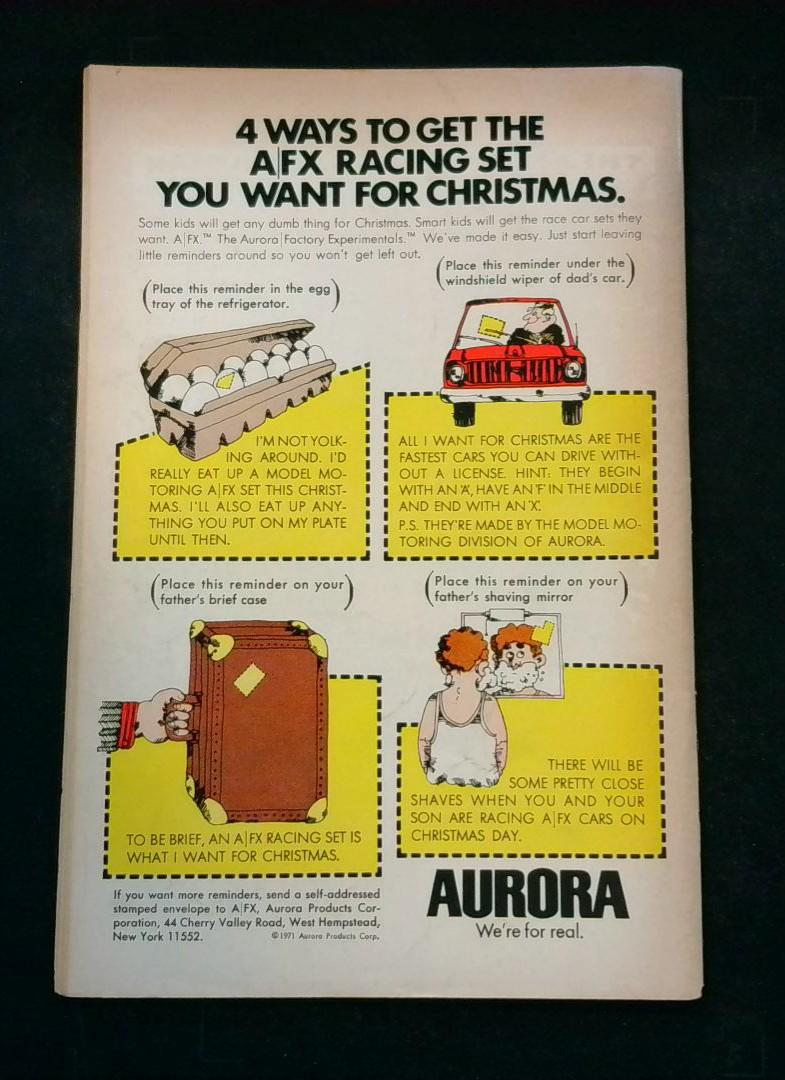 4 WAYS TO GET THE
A|FX RACING SET
YOU WANT FOR CHRISTMAS.
Some kids will get any dumb thing for Christmas. Smart kids will get the race car sets they
want. A|FX.™ The Aurora|Factory Experimentals.™ We've made it easy. Just start leaving
little reminders around so you won't get left out.
(Place this reminder in the egg
tray of the refrigerator.)
I'M NOT YOLK-
ING AROUND. I'D
REALLY EAT UP A MODEL MO-
TORING A|FX SET THIS CHRIST-
MAS. I'LL ALSO EAT UP ANY-
THING YOU PUT ON MY PLATE
UNTIL THEN.
(Place this reminder under the
windshield wiper of dad's car.)
ALL I WANT FOR CHRISTMAS ARE THE
FASTEST CARS YOU CAN DRIVE WITH-
OUT A LICENSE. HINT: THEY BEGIN
WITH AN 'A', HAVE AN 'F' IN THE MIDDLE
AND END WITH AN 'X'.
P.S. THEY'RE MADE BY THE MODEL MO-
TORING DIVISION OF AURORA.
(Place this reminder on your
father's brief case)
TO BE BRIEF, AN A|FX RACING SET IS
WHAT I WANT FOR CHRISTMAS.
(Place this reminder on your
father's shaving mirror)
THERE WILL BE
SOME PRETTY CLOSE
SHAVES WHEN YOU AND YOUR
SON ARE RACING A|FX CARS ON
CHRISTMAS DAY.
If you want more reminders, send a self-addressed
stamped envelope to A|FX, Aurora Products Cor-
poration, 44 Cherry Valley Road, West Hempstead,
New York 11552. ©1971 Aurora Products Corp.
AURORA
We're for real.